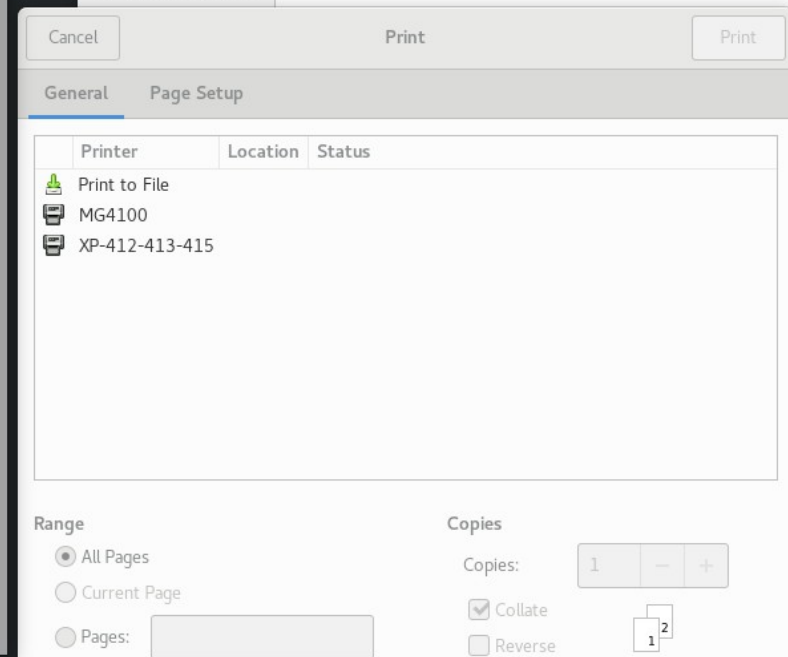 Cancel Print Print
General Page Setup
Printer Location Status
Print to File
MG4100
XP-412-413-415
Range Copies
All Pages Copies: 1 − +
Current Page Collate
Pages: Reverse
1 2